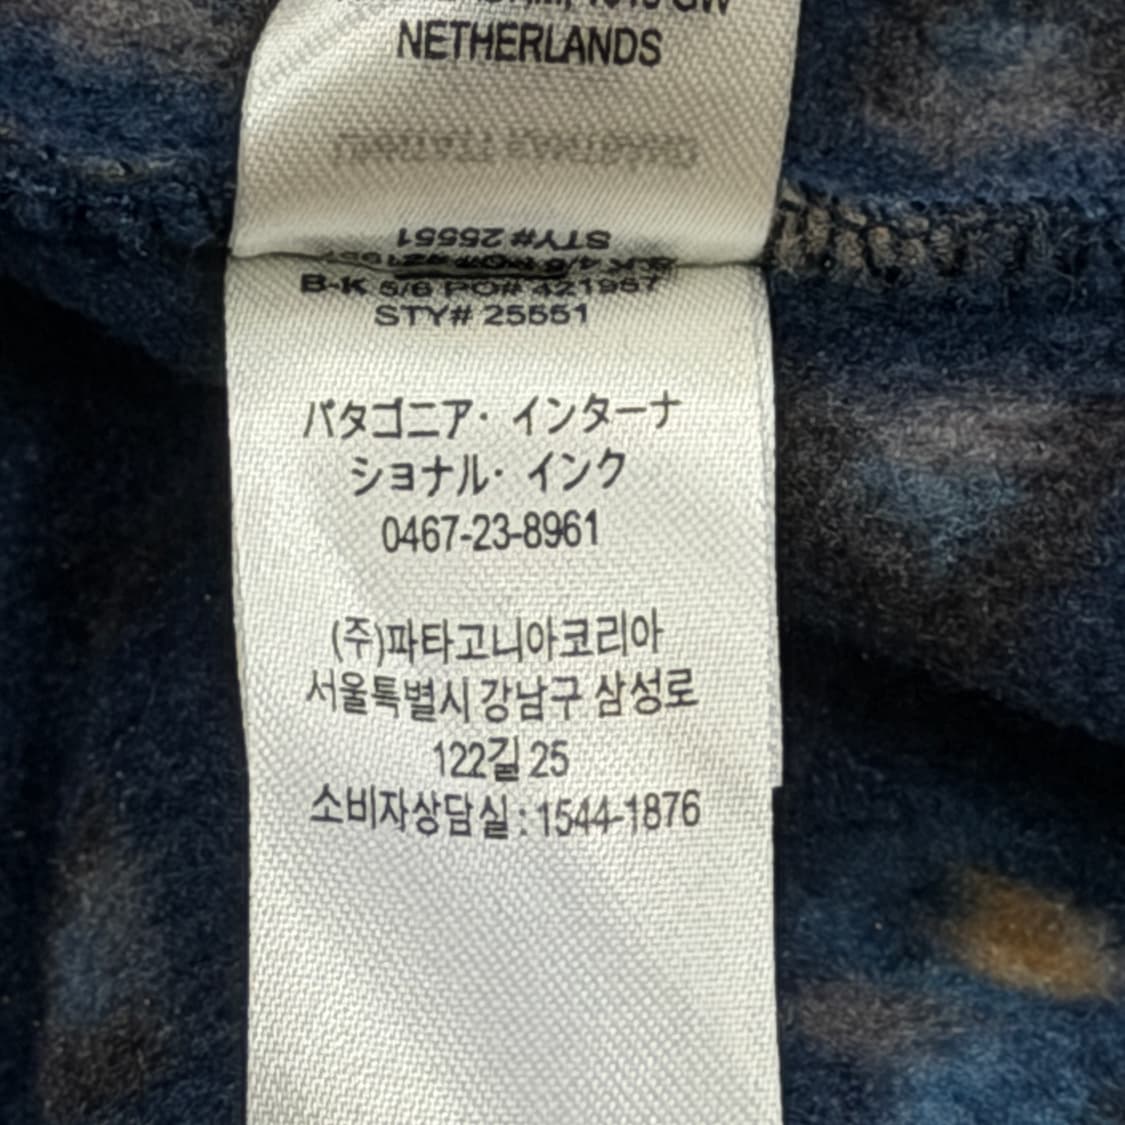 NETHERLANDS
STY# 25551
B-K 5/6 PO# 421957
STY# 25551
パタゴニア・インターナ
ショナル・インク
0467-23-8961
(주)파타고니아코리아
서울특별시 강남구 삼성로
122길 25
소비자상담실 : 1544-1876